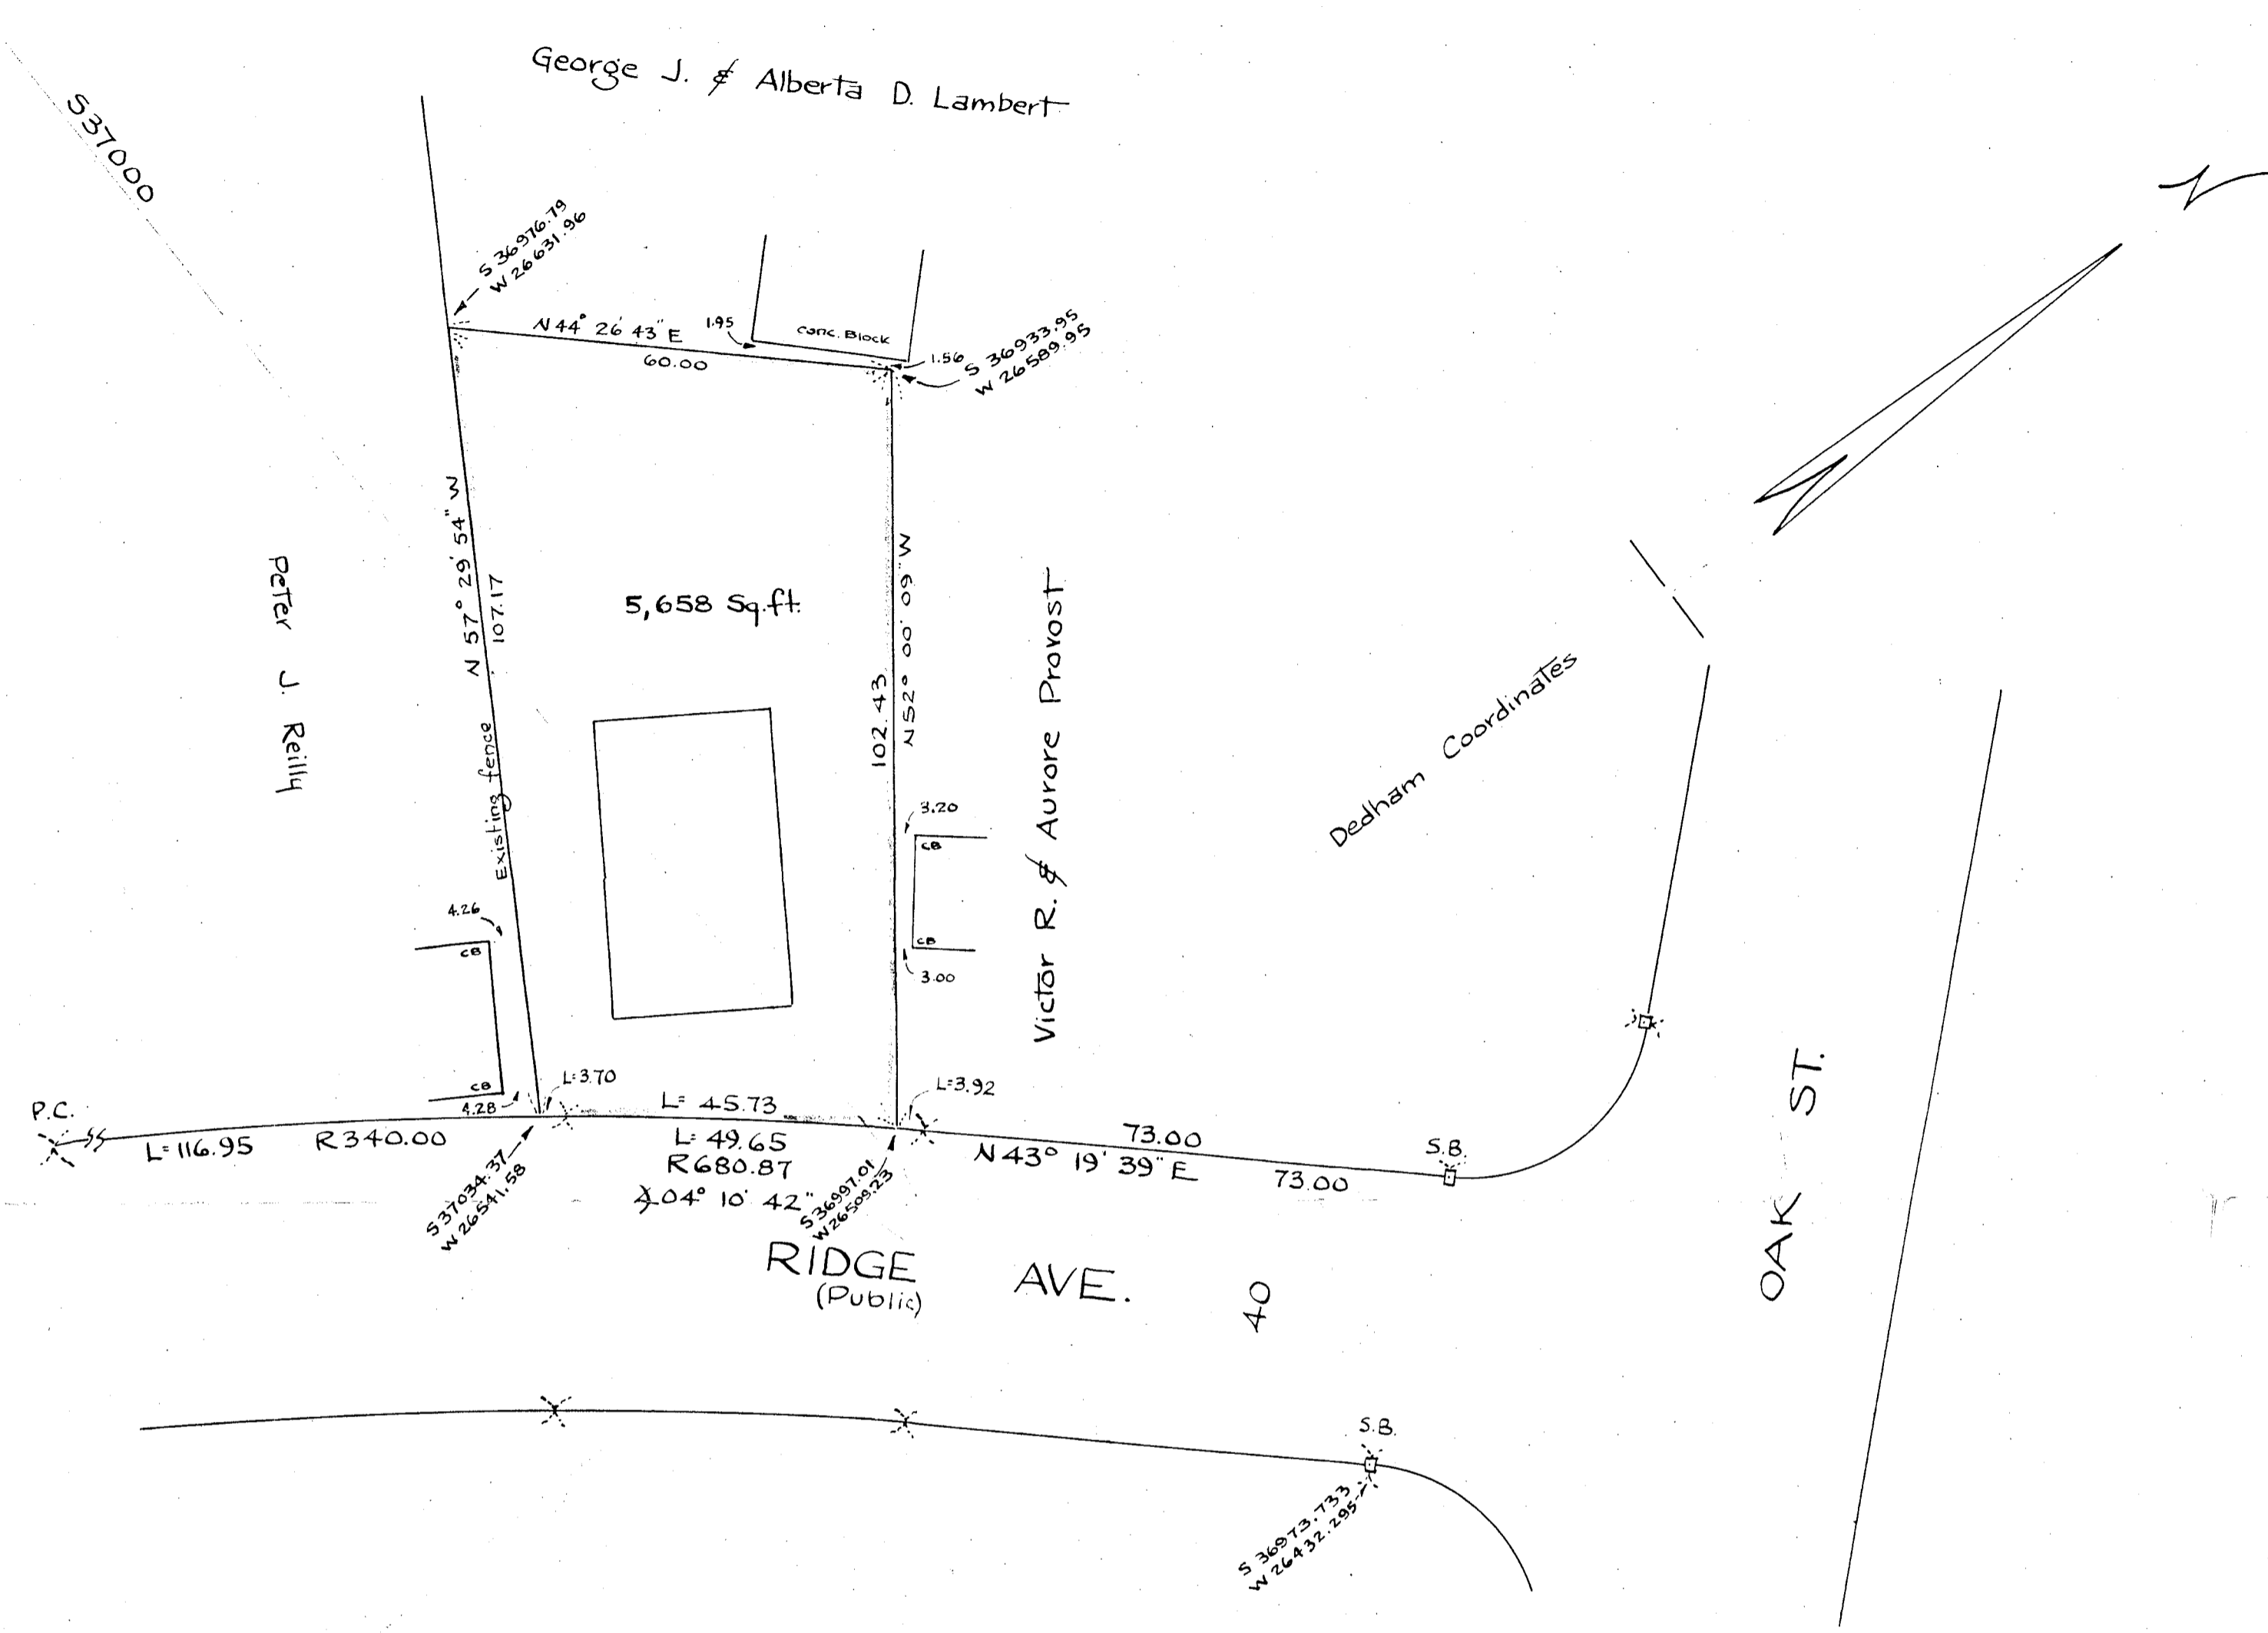 George J. & Alberta D. Lambert
S37000
S 36976.79
W 26631.96
N 44° 26' 43" E
60.00
1.95
Conc. Block
1.56
S 36933.95
W 26589.95
N 57° 29' 54" W
107.17
Existing fence
Peter J. Reilly
5,658 Sq.ft.
102.43
N 52° 00' 09" W
Victor R. & Aurore Provost
Dedham Coordinates
3.20
CB
CB
3.00
4.26
CB
CB
4.28
L=3.70
L=3.92
P.C.
L=116.95
R340.00
L= 45.73
L= 49.65
R680.87
∡04° 10' 42"
S37034.37
W 26541.58
S36997.01
W26509.23
73.00
N 43° 19' 39" E
73.00
S.B.
OAK ST.
RIDGE AVE.
(Public)
40
S.B.
S 36973.733
W 26432.295